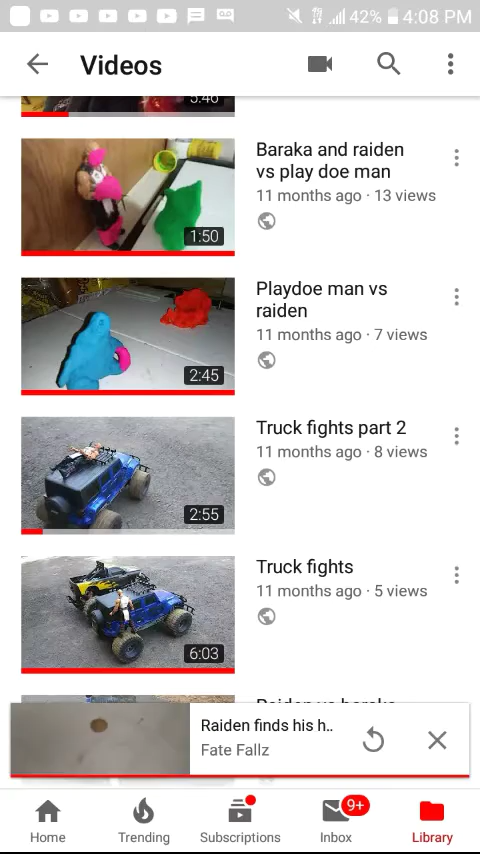 42% 4:08 PM
Videos
5:46
Baraka and raiden
vs play doe man
11 months ago · 13 views
1:50
Playdoe man vs
raiden
11 months ago · 7 views
2:45
Truck fights part 2
11 months ago · 8 views
2:55
Truck fights
11 months ago · 5 views
6:03
Raiden finds his h..
Fate Fallz
9+
Home
Trending
Subscriptions
Inbox
Library